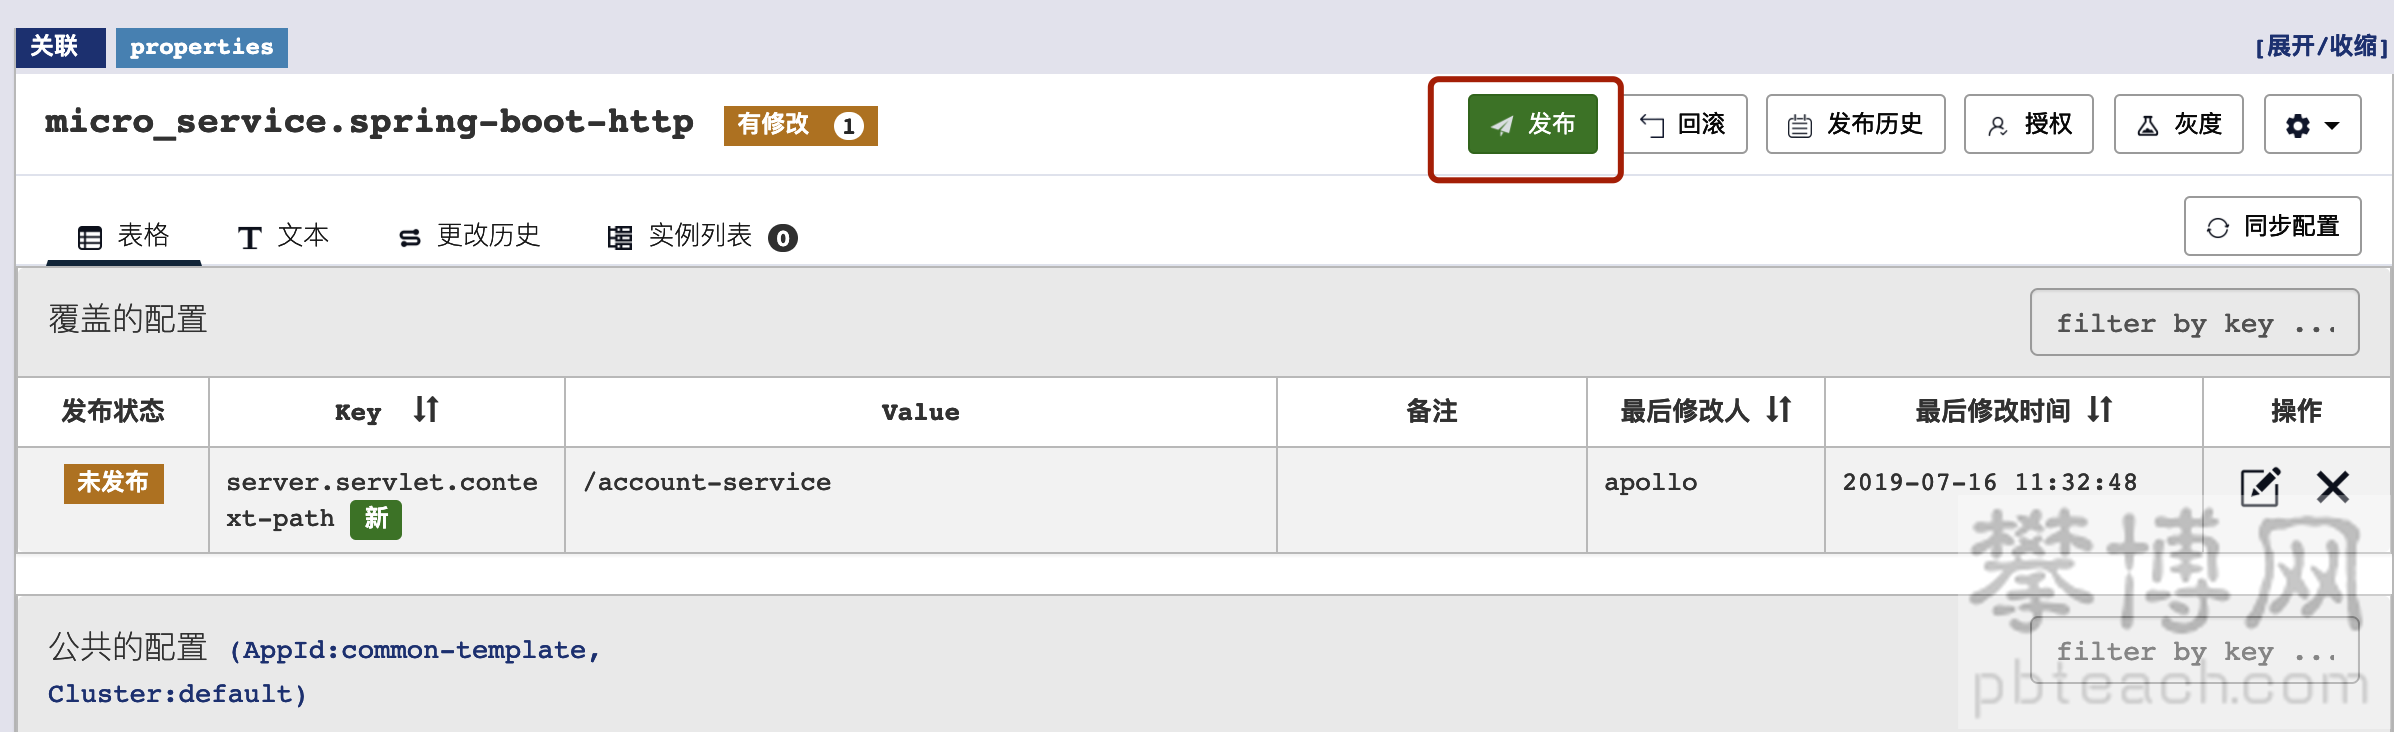 关联 properties [展开/收缩]
micro_service.spring-boot-http 有修改 1 发布 回滚 发布历史 授权 灰度
表格 文本 更改历史 实例列表 0 同步配置
覆盖的配置 filter by key ...
发布状态 Key Value 备注 最后修改人 最后修改时间 操作
未发布 server.servlet.conte /account-service apollo 2019-07-16 11:32:48
xt-path 新
攀博网
公共的配置 (AppId:common-template, filter by key ...
Cluster:default) pbteach.com